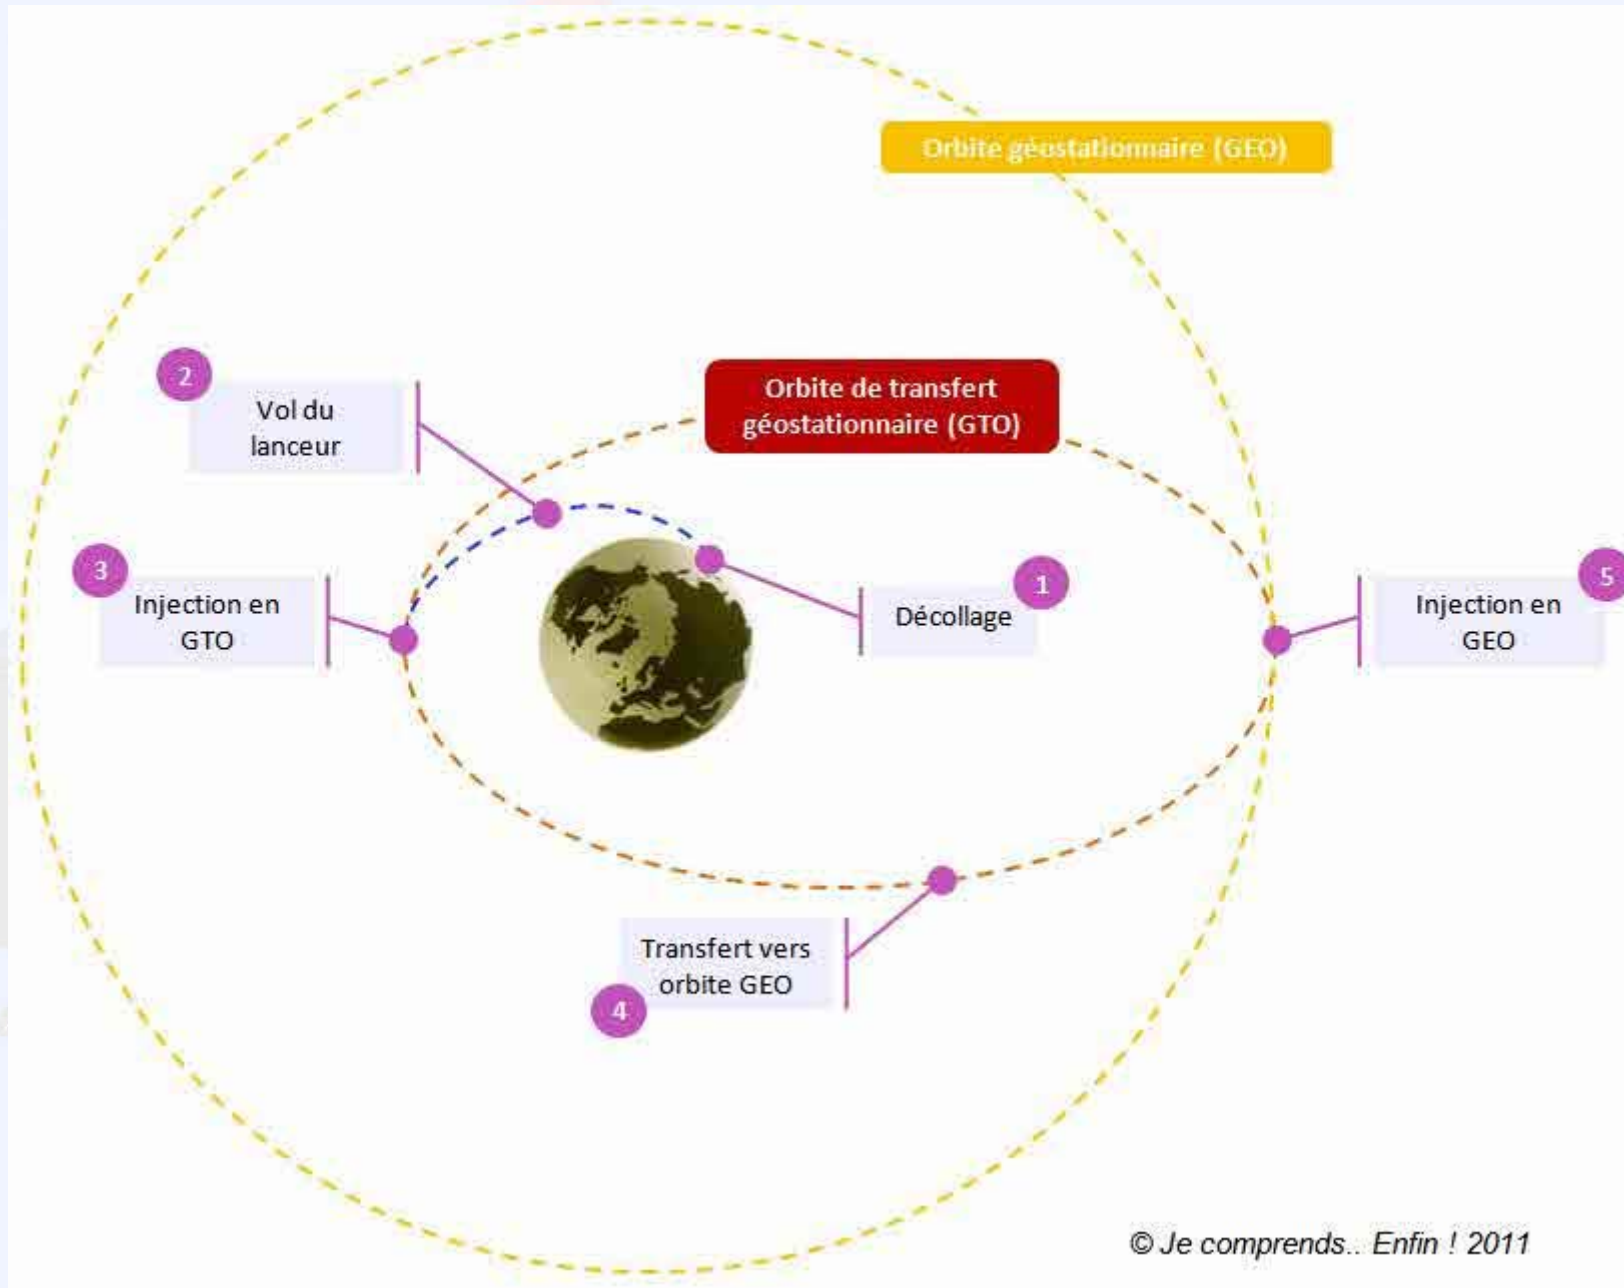 Orbite géostationnaire (GEO)
2
Vol du
lanceur
Orbite de transfert
géostationnaire (GTO)
3
Injection en
GTO
1
Décollage
5
Injection en
GEO
Transfert vers
orbite GEO
4
© Je comprends.. Enfin ! 2011